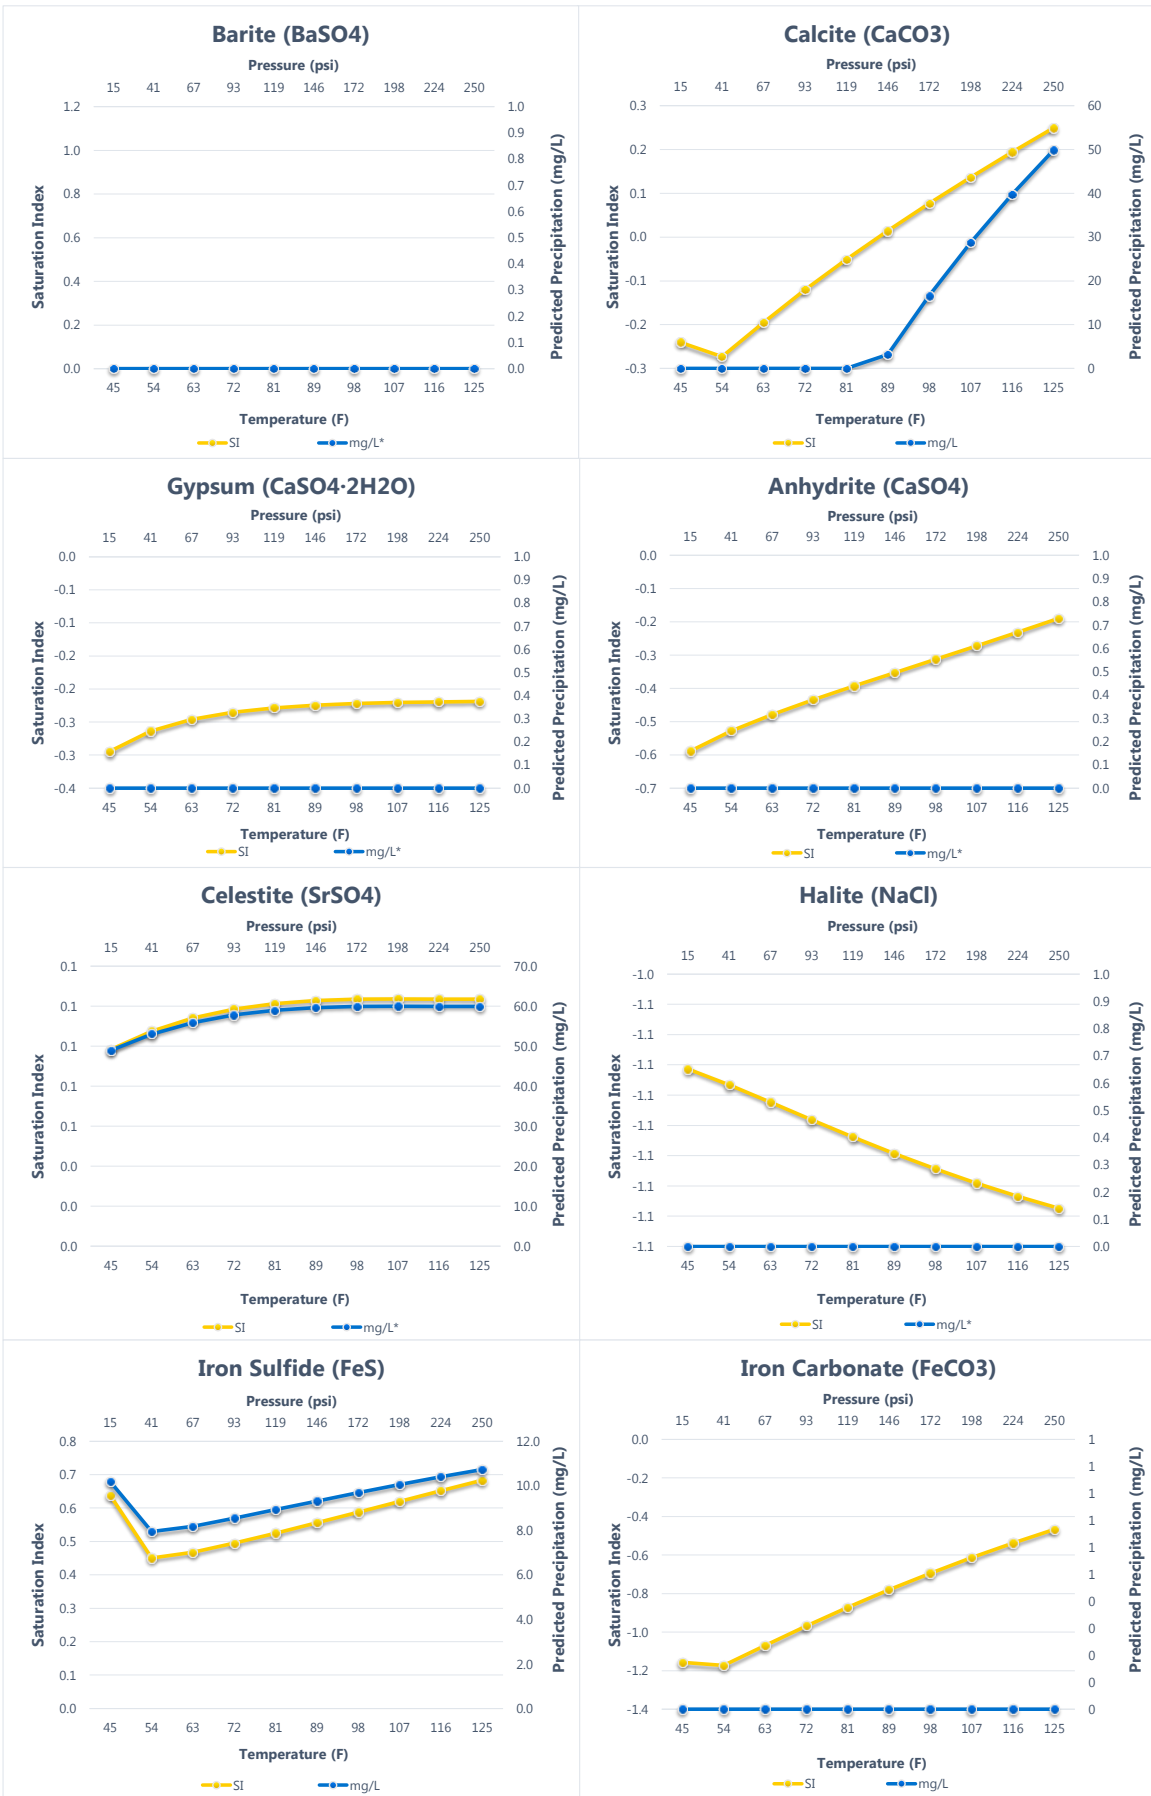 Barite (BaSO4)
Pressure (psi)
15 41 67 93 119 146 172 198 224 250
1.2 1.0
0.9
1.0
0.8
0.8 0.7
0.6
0.6 0.5
0.4
0.4
0.3
0.2 0.2
0.1
0.0 0.0
45 54 63 72 81 89 98 107 116 125
Saturation Index
Predicted Precipitation (mg/L)
Temperature (F)
SI mg/L*
Calcite (CaCO3)
Pressure (psi)
15 41 67 93 119 146 172 198 224 250
0.3 60
0.2 50
0.1 40
0.0 30
-0.1 20
-0.2 10
-0.3 0
45 54 63 72 81 89 98 107 116 125
Saturation Index
Predicted Precipitation (mg/L)
Temperature (F)
SI mg/L
Gypsum (CaSO4·2H2O)
Pressure (psi)
15 41 67 93 119 146 172 198 224 250
0.0 1.0
0.9
-0.1
0.8
-0.1 0.7
0.6
-0.2
0.5
-0.2 0.4
-0.3 0.3
0.2
-0.3
0.1
-0.4 0.0
45 54 63 72 81 89 98 107 116 125
Saturation Index
Predicted Precipitation (mg/L)
Temperature (F)
SI mg/L*
Anhydrite (CaSO4)
Pressure (psi)
15 41 67 93 119 146 172 198 224 250
0.0 1.0
0.9
-0.1
0.8
-0.2 0.7
0.6
-0.3
0.5
-0.4 0.4
-0.5 0.3
0.2
-0.6
0.1
-0.7 0.0
45 54 63 72 81 89 98 107 116 125
Saturation Index
Predicted Precipitation (mg/L)
Temperature (F)
SI mg/L*
Celestite (SrSO4)
Pressure (psi)
15 41 67 93 119 146 172 198 224 250
0.1 70.0
0.1 60.0
0.1 50.0
0.1 40.0
0.1 30.0
0.0 20.0
0.0 10.0
0.0 0.0
45 54 63 72 81 89 98 107 116 125
Saturation Index
Predicted Precipitation (mg/L)
Temperature (F)
SI mg/L*
Halite (NaCl)
Pressure (psi)
15 41 67 93 119 146 172 198 224 250
-1.0 1.0
-1.1 0.9
-1.1 0.8
-1.1 0.7
-1.1 0.6
0.5
-1.1
0.4
-1.1
0.3
-1.1 0.2
-1.1 0.1
-1.1 0.0
45 54 63 72 81 89 98 107 116 125
Saturation Index
Predicted Precipitation (mg/L)
Temperature (F)
SI mg/L*
Iron Sulfide (FeS)
Pressure (psi)
15 41 67 93 119 146 172 198 224 250
0.8 12.0
0.7 10.0
0.6
0.5 8.0
0.4 6.0
0.3
4.0
0.2
0.1 2.0
0.0 0.0
45 54 63 72 81 89 98 107 116 125
Saturation Index
Predicted Precipitation (mg/L)
Temperature (F)
SI mg/L
Iron Carbonate (FeCO3)
Pressure (psi)
15 41 67 93 119 146 172 198 224 250
0.0 1
1
-0.2
1
-0.4 1
-0.6 1
1
-0.8
0
-1.0 0
0
-1.2
0
-1.4 0
45 54 63 72 81 89 98 107 116 125
Saturation Index
Predicted Precipitation (mg/L)
Temperature (F)
SI mg/L